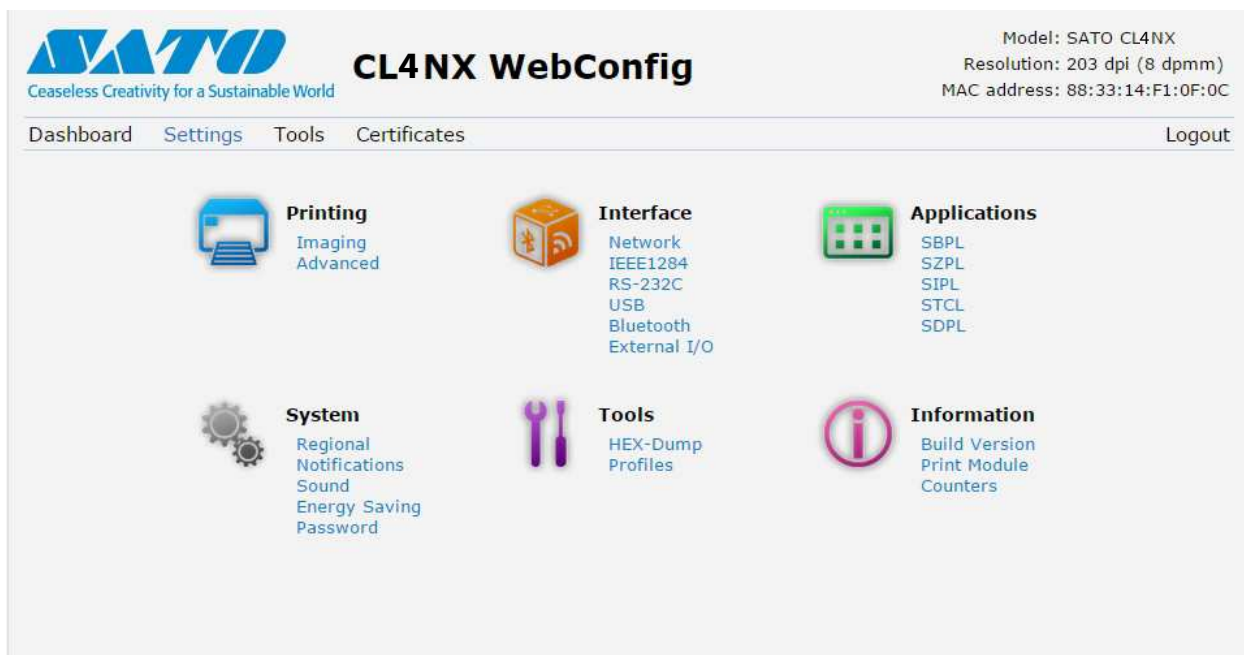 SATO
Ceaseless Creativity for a Sustainable World
CL4NX WebConfig
Model: SATO CL4NX
Resolution: 203 dpi (8 dpmm)
MAC address: 88:33:14:F1:0F:0C
Dashboard Settings Tools Certificates Logout
Printing
Imaging
Advanced
Interface
Network
IEEE1284
RS-232C
USB
Bluetooth
External I/O
Applications
SBPL
SZPL
SIPL
STCL
SDPL
System
Regional
Notifications
Sound
Energy Saving
Password
Tools
HEX-Dump
Profiles
Information
Build Version
Print Module
Counters